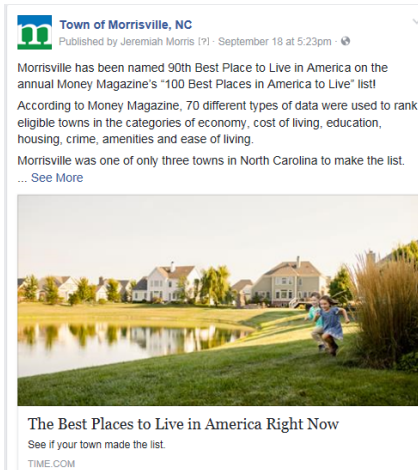 Town of Morrisville, NC
Published by Jeremiah Morris [?] · September 18 at 5:23pm ·
Morrisville has been named 90th Best Place to Live in America on the
annual Money Magazine's "100 Best Places in America to Live" list!
According to Money Magazine, 70 different types of data were used to rank
eligible towns in the categories of economy, cost of living, education,
housing, crime, amenities and ease of living.
Morrisville was one of only three towns in North Carolina to make the list.
... See More
The Best Places to Live in America Right Now
See if your town made the list.
TIME.COM